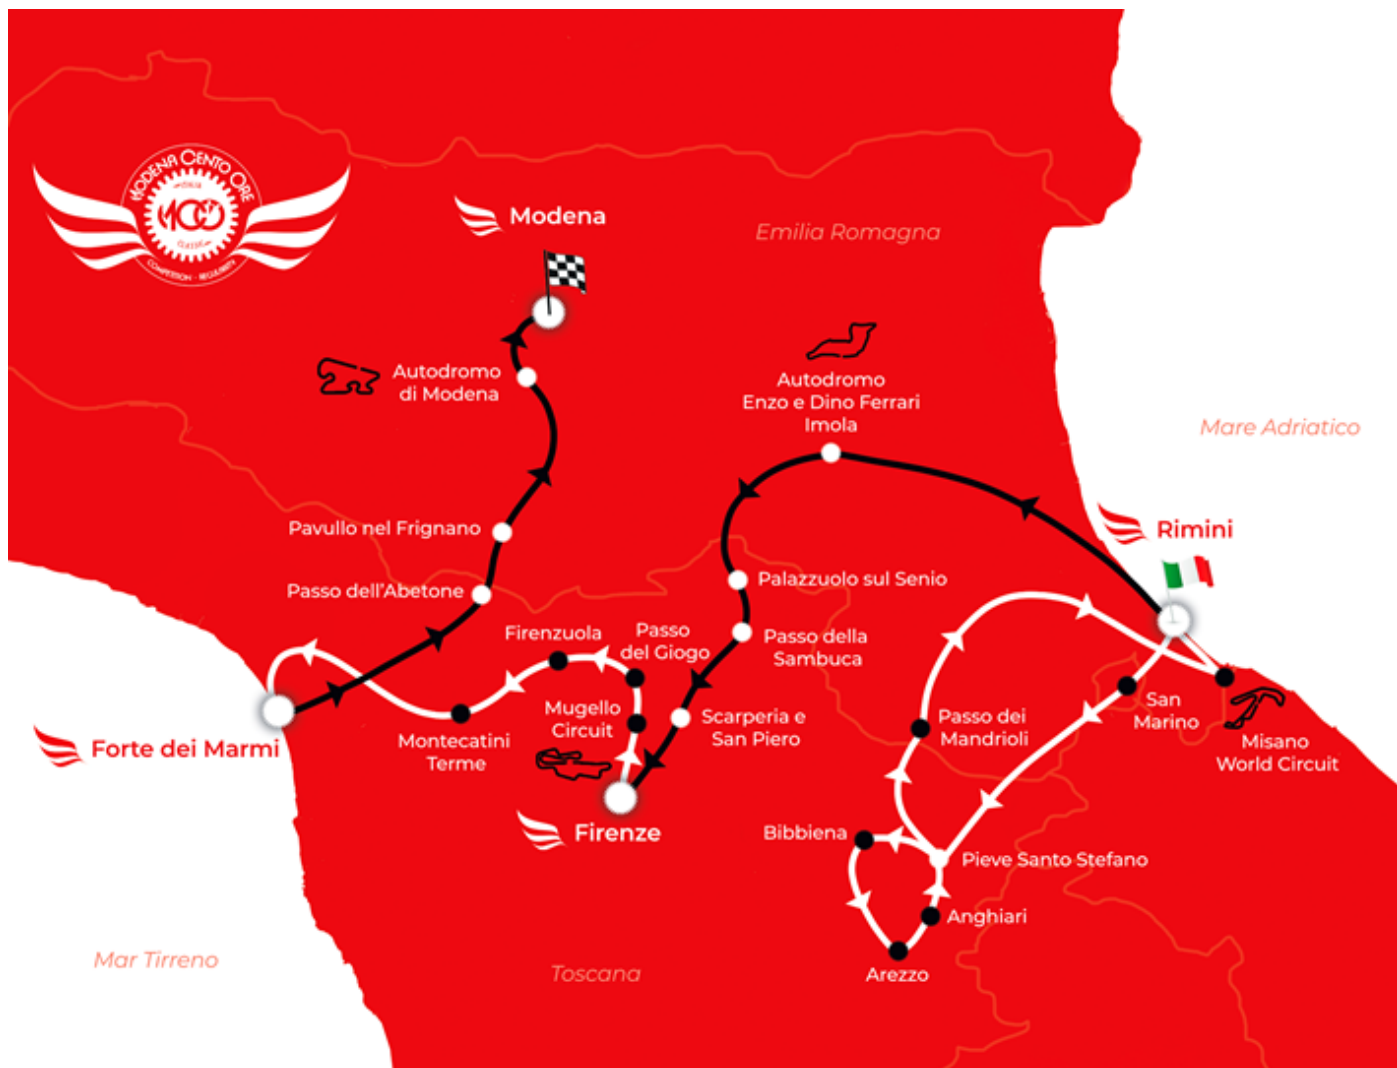 MODENA CENTO ORE
CLASSIC
COMPETITION - REGULARITY
Modena
Emilia Romagna
Autodromo
di Modena
Autodromo
Enzo e Dino Ferrari
Imola
Mare Adriatico
Pavullo nel Frignano
Rimini
Passo dell'Abetone
Palazzuolo sul Senio
Firenzuola
Passo
del Giogo
Passo della
Sambuca
Mugello
Circuit
Scarperia e
San Piero
Passo dei
Mandrioli
San
Marino
Forte dei Marmi
Montecatini
Terme
Misano
World Circuit
Firenze
Bibbiena
Pieve Santo Stefano
Anghiari
Mar Tirreno
Toscana
Arezzo